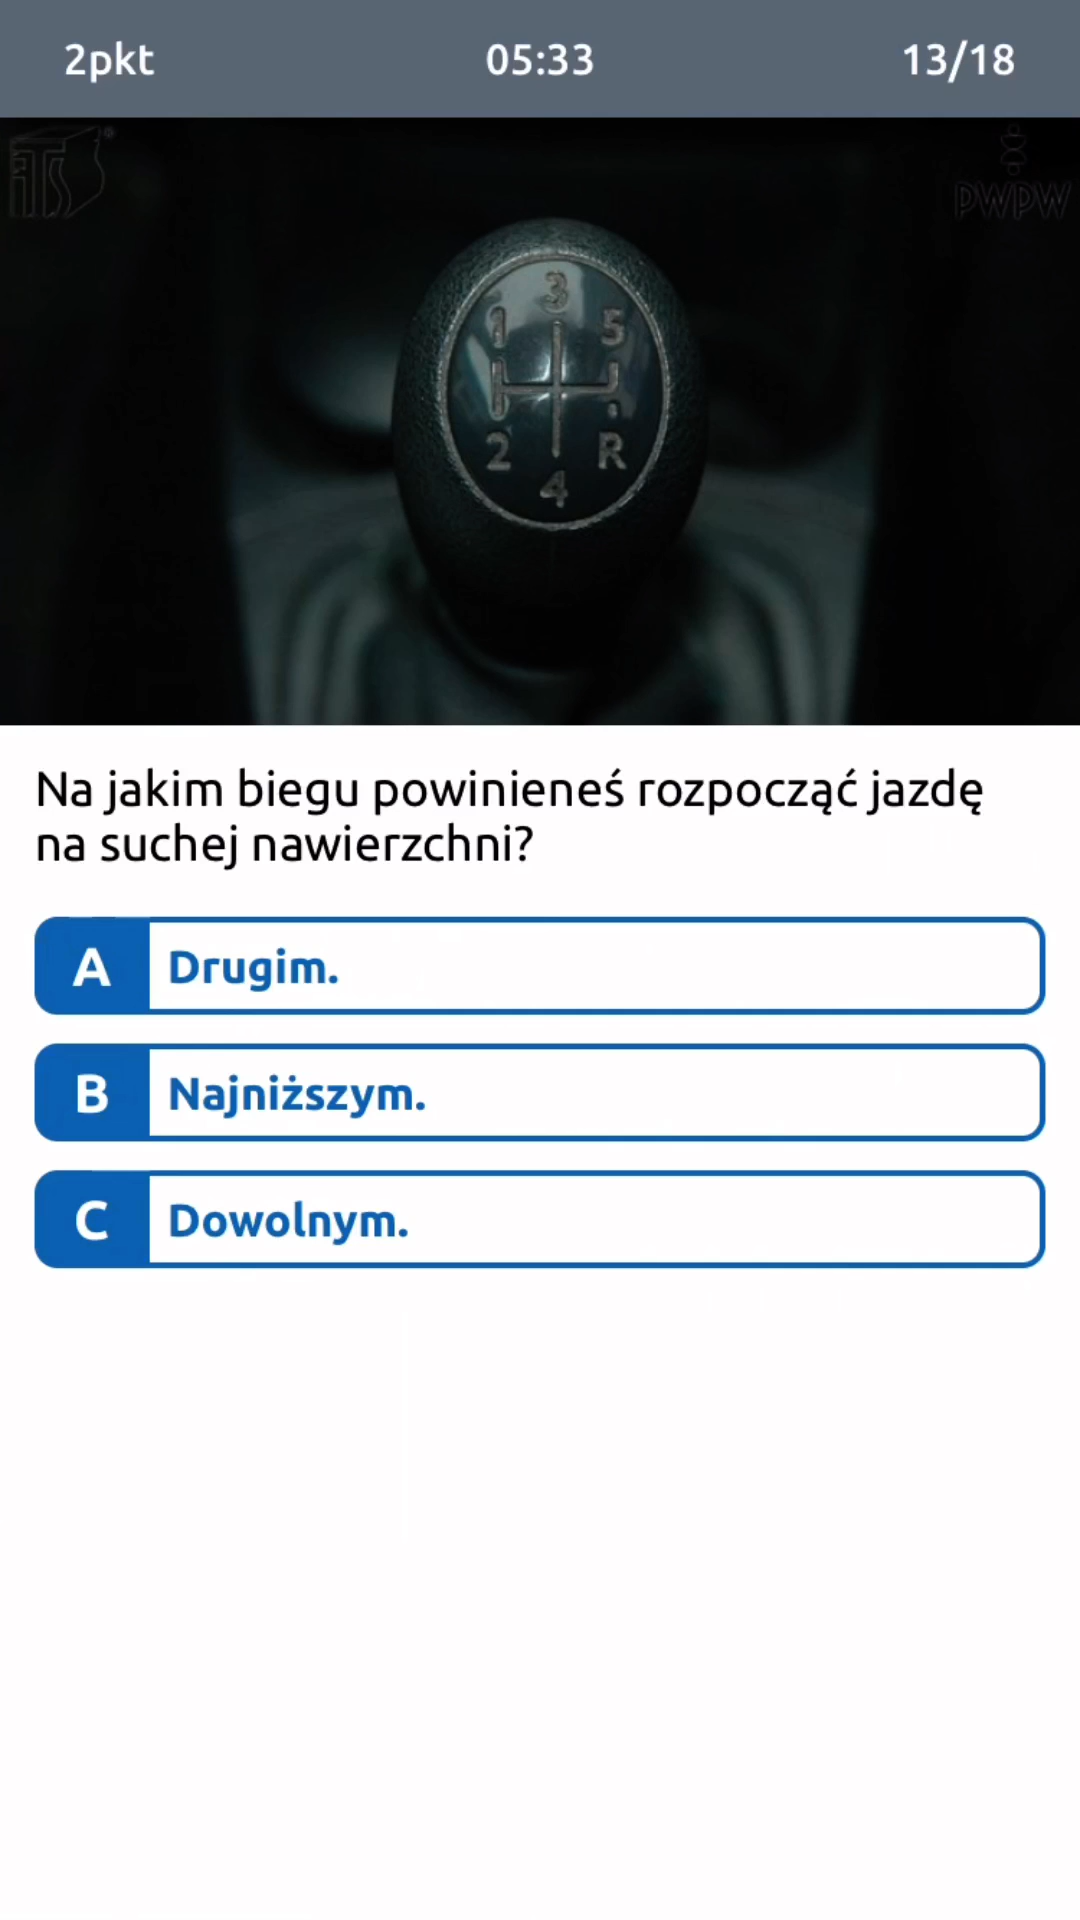 2pkt 05:33 13/18
ITS PWPW
3
1 5
2 R
4
Na jakim biegu powinieneś rozpocząć jazdę
na suchej nawierzchni?
A Drugim.
B Najniższym.
C Dowolnym.